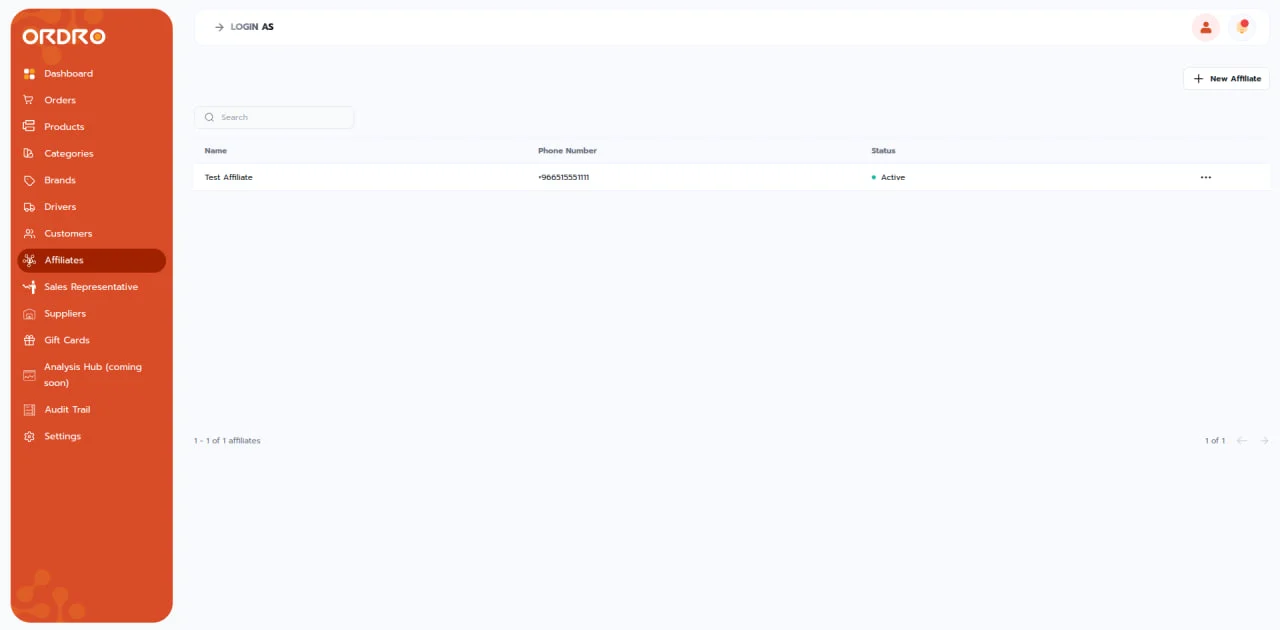 ORDRO
Dashboard
Orders
Products
Categories
Brands
Drivers
Customers
Affiliates
Sales Representative
Suppliers
Gift Cards
Analysis Hub (coming
soon)
Audit Trail
Settings
LOGIN AS
New Affiliate
Search
Name Phone Number Status
Test Affiliate +966515551111 Active
1 - 1 of 1 affiliates
1 of 1